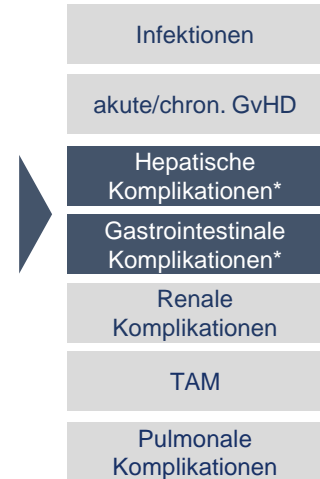 Infektionen
akute/chron. GvHD
Hepatische
Komplikationen*
Gastrointestinale
Komplikationen*
Renale
Komplikationen
TAM
Pulmonale
Komplikationen